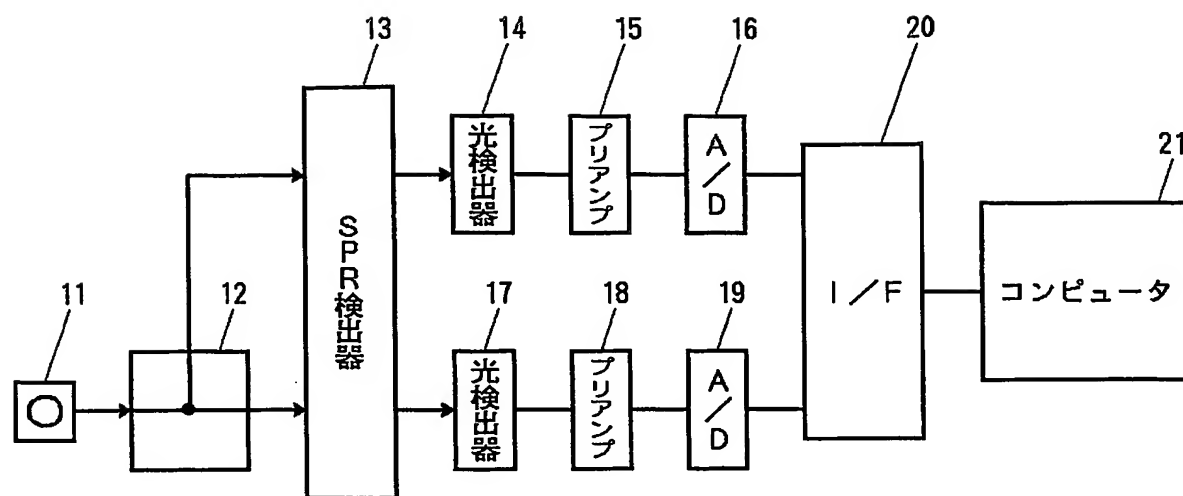 13
14
15
16
20
21
光検出器
プリアンプ
A/D
SPR検出器
I/F
コンピュータ
11
12
17
18
19
光検出器
プリアンプ
A/D